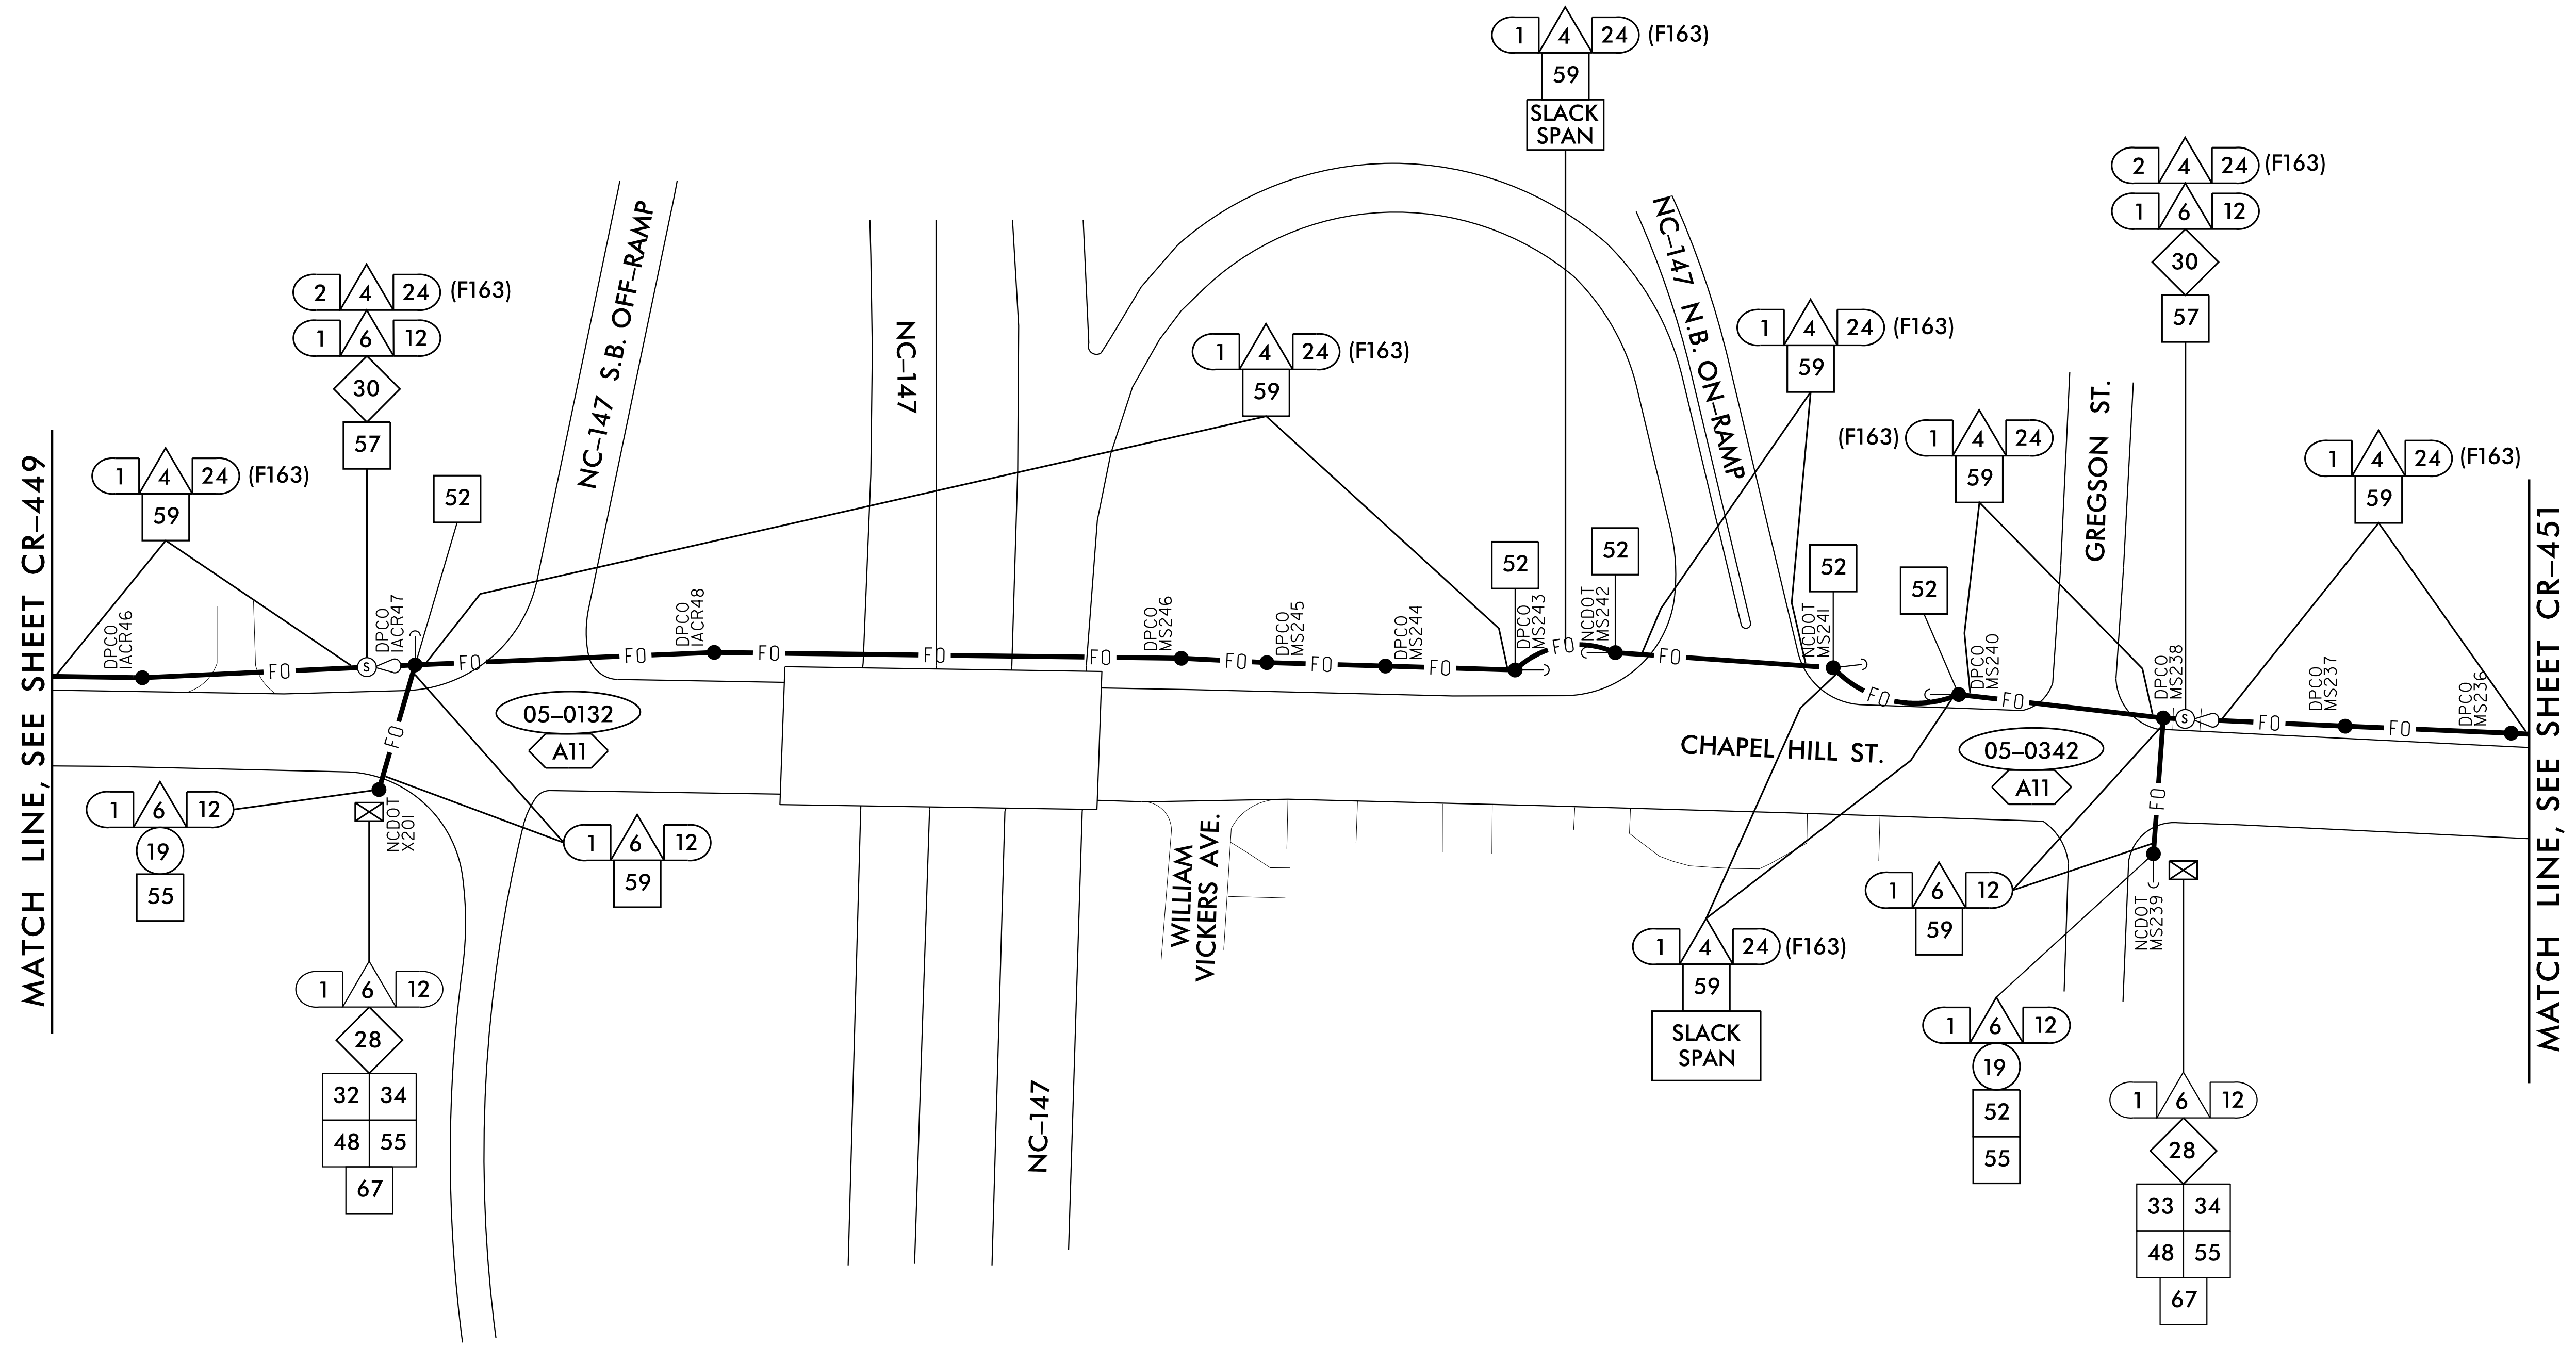 1 4 24 (F163)
59
SLACK
SPAN
2 4 24 (F163)
1 6 12
30
57
2 4 24 (F163)
1 6 12
30
57
1 4 24 (F163)
59
1 4 24 (F163)
59
(F163) 1 4 24
59
1 4 24 (F163)
59
1 4 24 (F163)
59
52
52
52
52
52
NC-147 S.B. OFF-RAMP
NC-147
NC-147 N.B. ON-RAMP
GREGSON ST.
MATCH LINE, SEE SHEET CR-449
MATCH LINE, SEE SHEET CR-451
DPCO
IACR46
DPCO
IACR47
DPCO
IACR48
DPCO
MS246
DPCO
MS245
DPCO
MS244
DPCO
MS243
NCDOT
MS242
NCDOT
MS241
DPCO
MS240
DPCO
MS238
DPCO
MS237
DPCO
MS236
FO
S
FO
FO
FO
FO
FO
FO
FO
FO
FO
FO
FO
S
FO
FO
FO
FO
05-0132
A11
CHAPEL HILL ST.
05-0342
A11
1 6 12
19
55
NCDOT
X201
1 6 12
59
WILLIAM
VICKERS AVE.
1 6 12
59
NCDOT
MS239
1 4 24 (F163)
59
SLACK
SPAN
1 6 12
28
32 34
48 55
67
NC-147
1 6 12
19
52
55
1 6 12
28
33 34
48 55
67